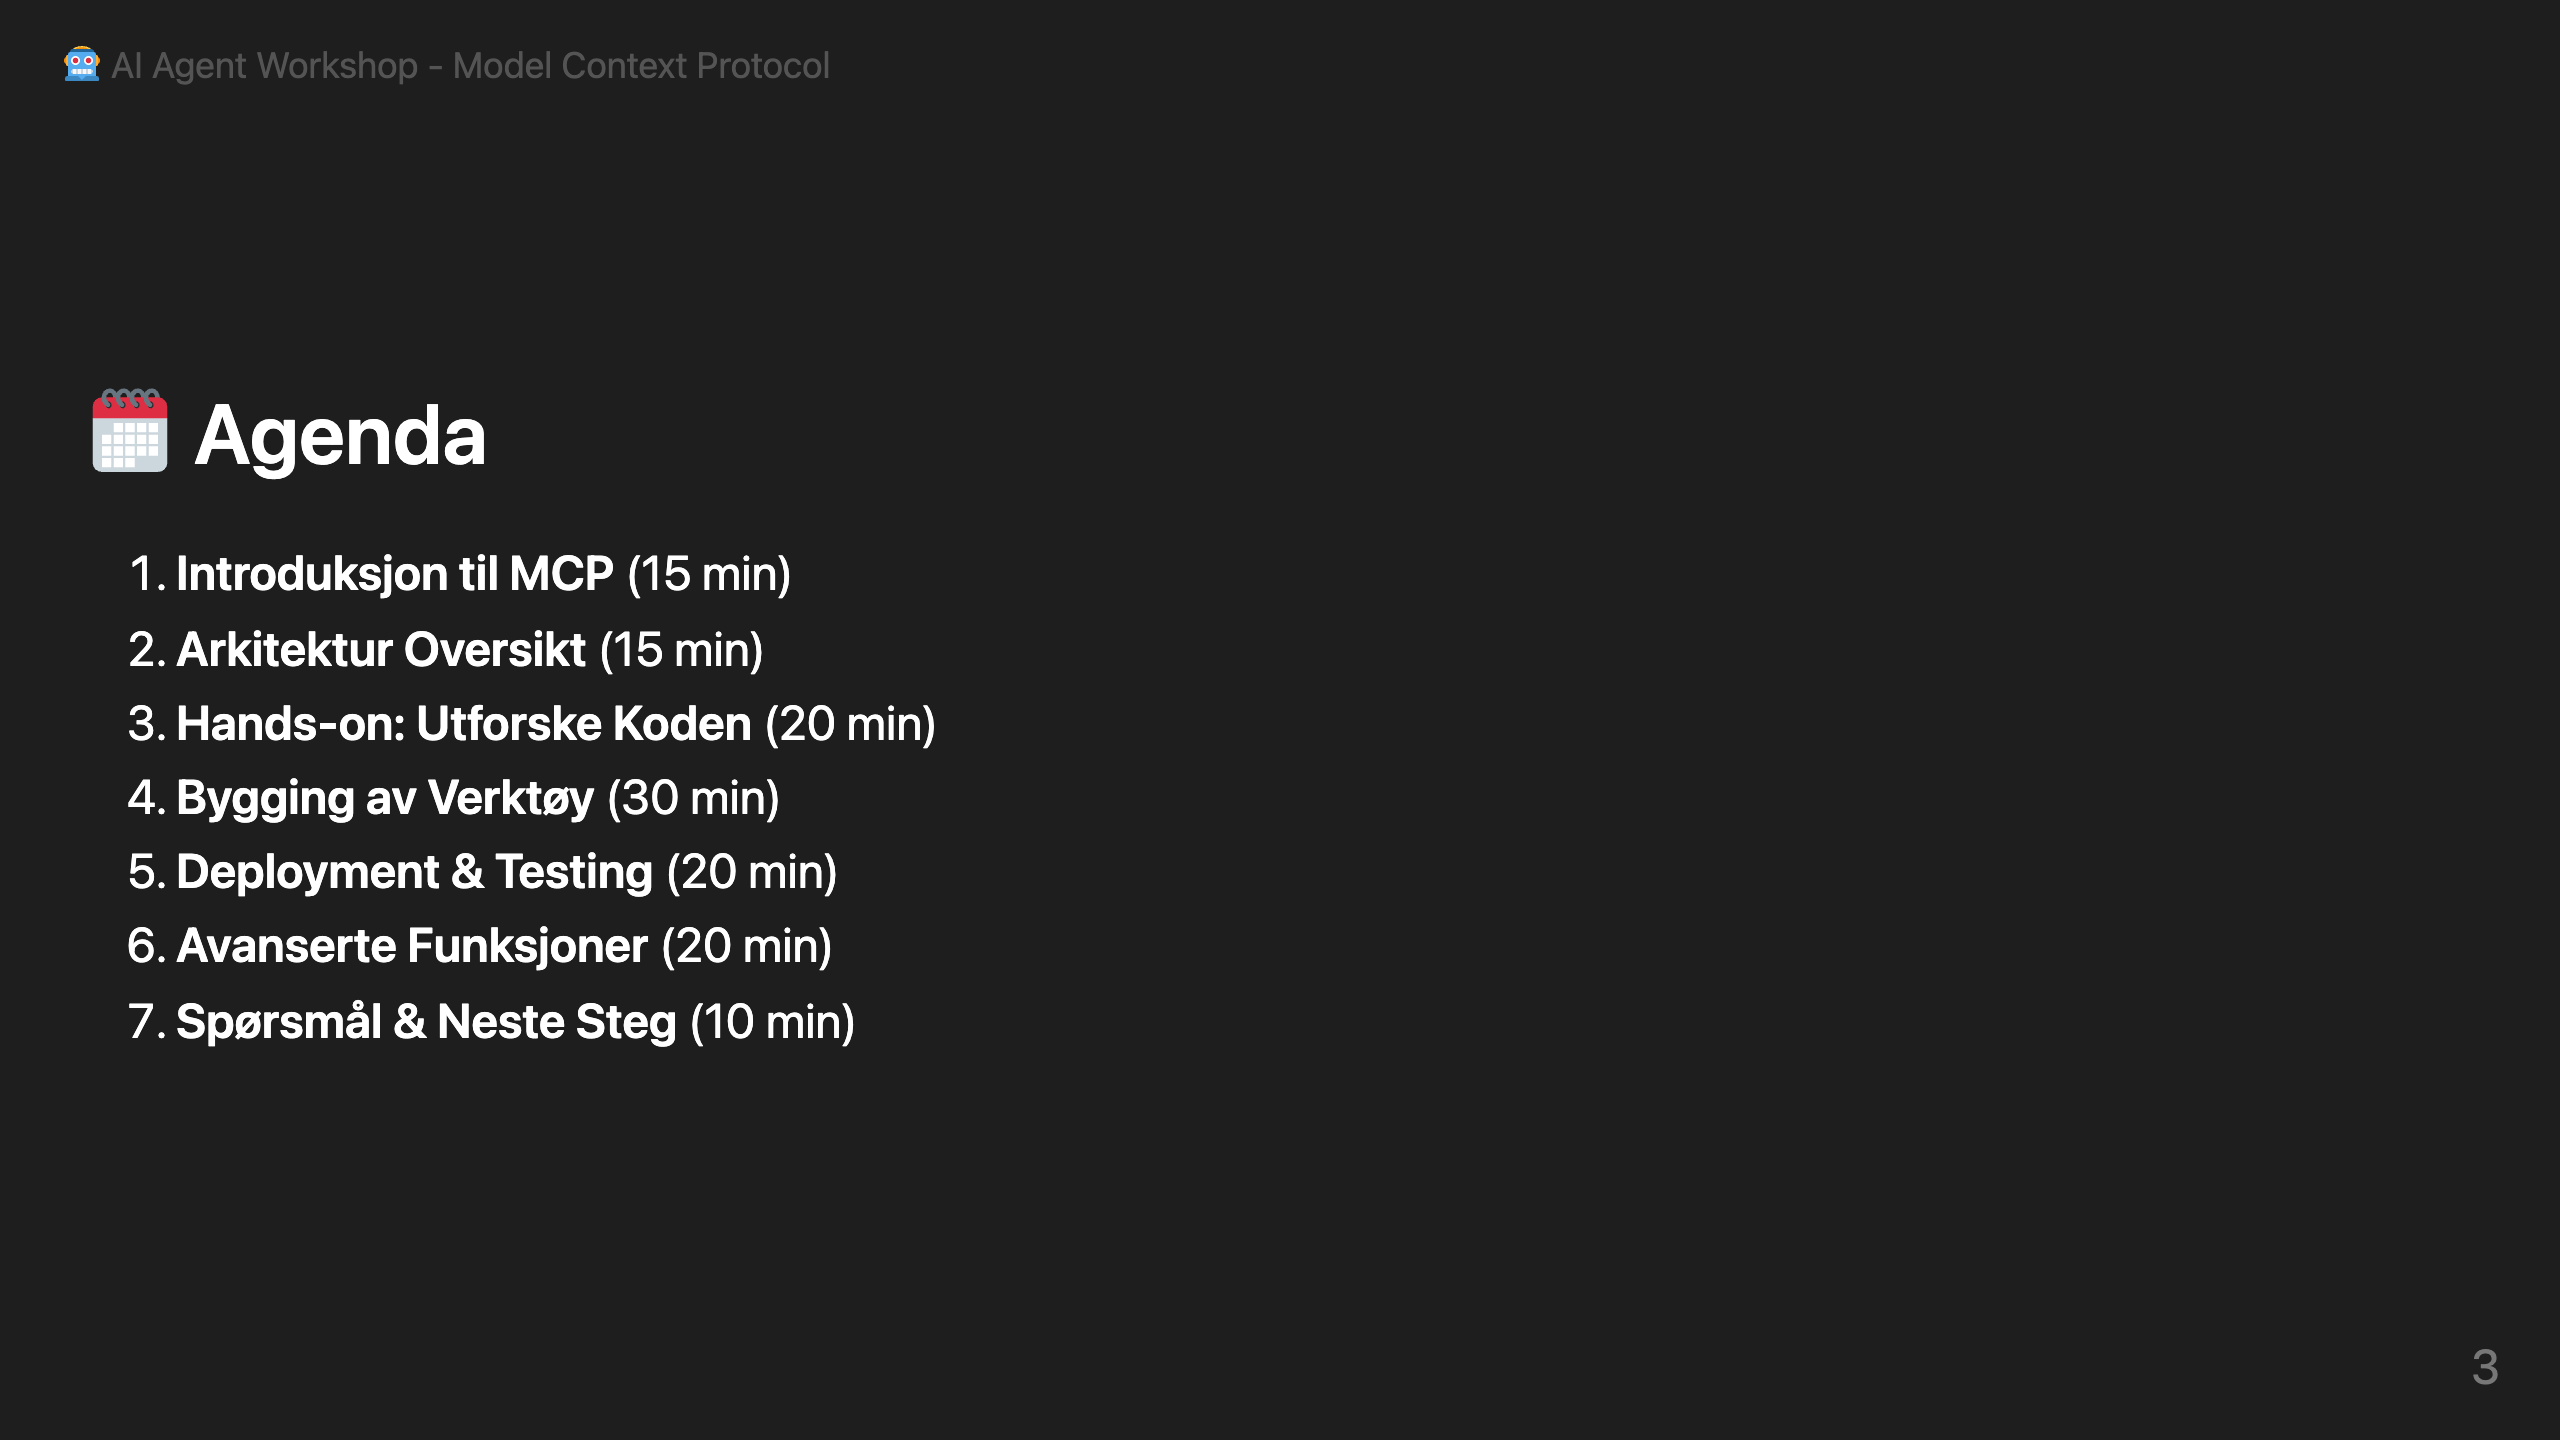 AI Agent Workshop - Model Context Protocol
Agenda
1. Introduksjon til MCP (15 min)
2. Arkitektur Oversikt (15 min)
3. Hands-on: Utforske Koden (20 min)
4. Bygging av Verktøy (30 min)
5. Deployment & Testing (20 min)
6. Avanserte Funksjoner (20 min)
7. Spørsmål & Neste Steg (10 min)
3